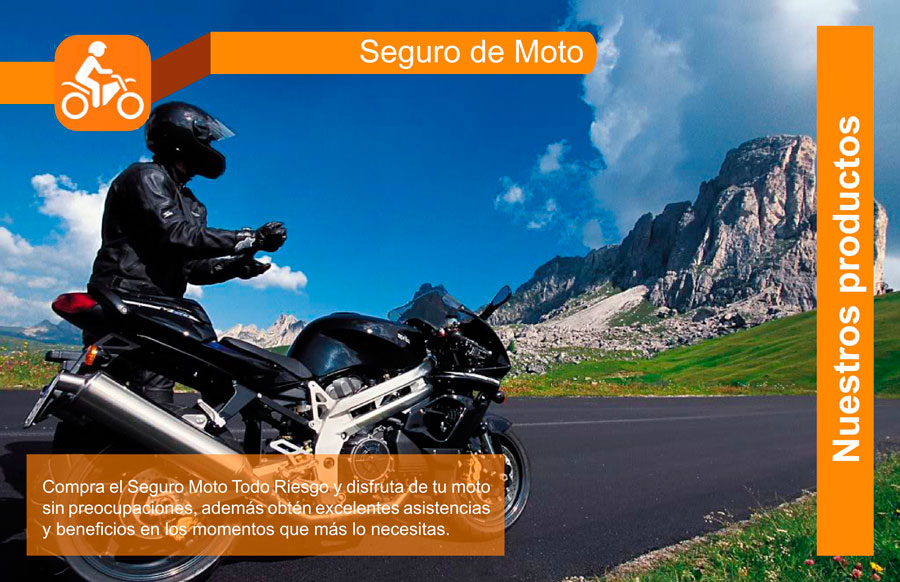 Seguro de Moto
Nuestros productos
Compra el Seguro Moto Todo Riesgo y disfruta de tu moto
sin preocupaciones, además obtén excelentes asistencias
y beneficios en los momentos que más lo necesitas.